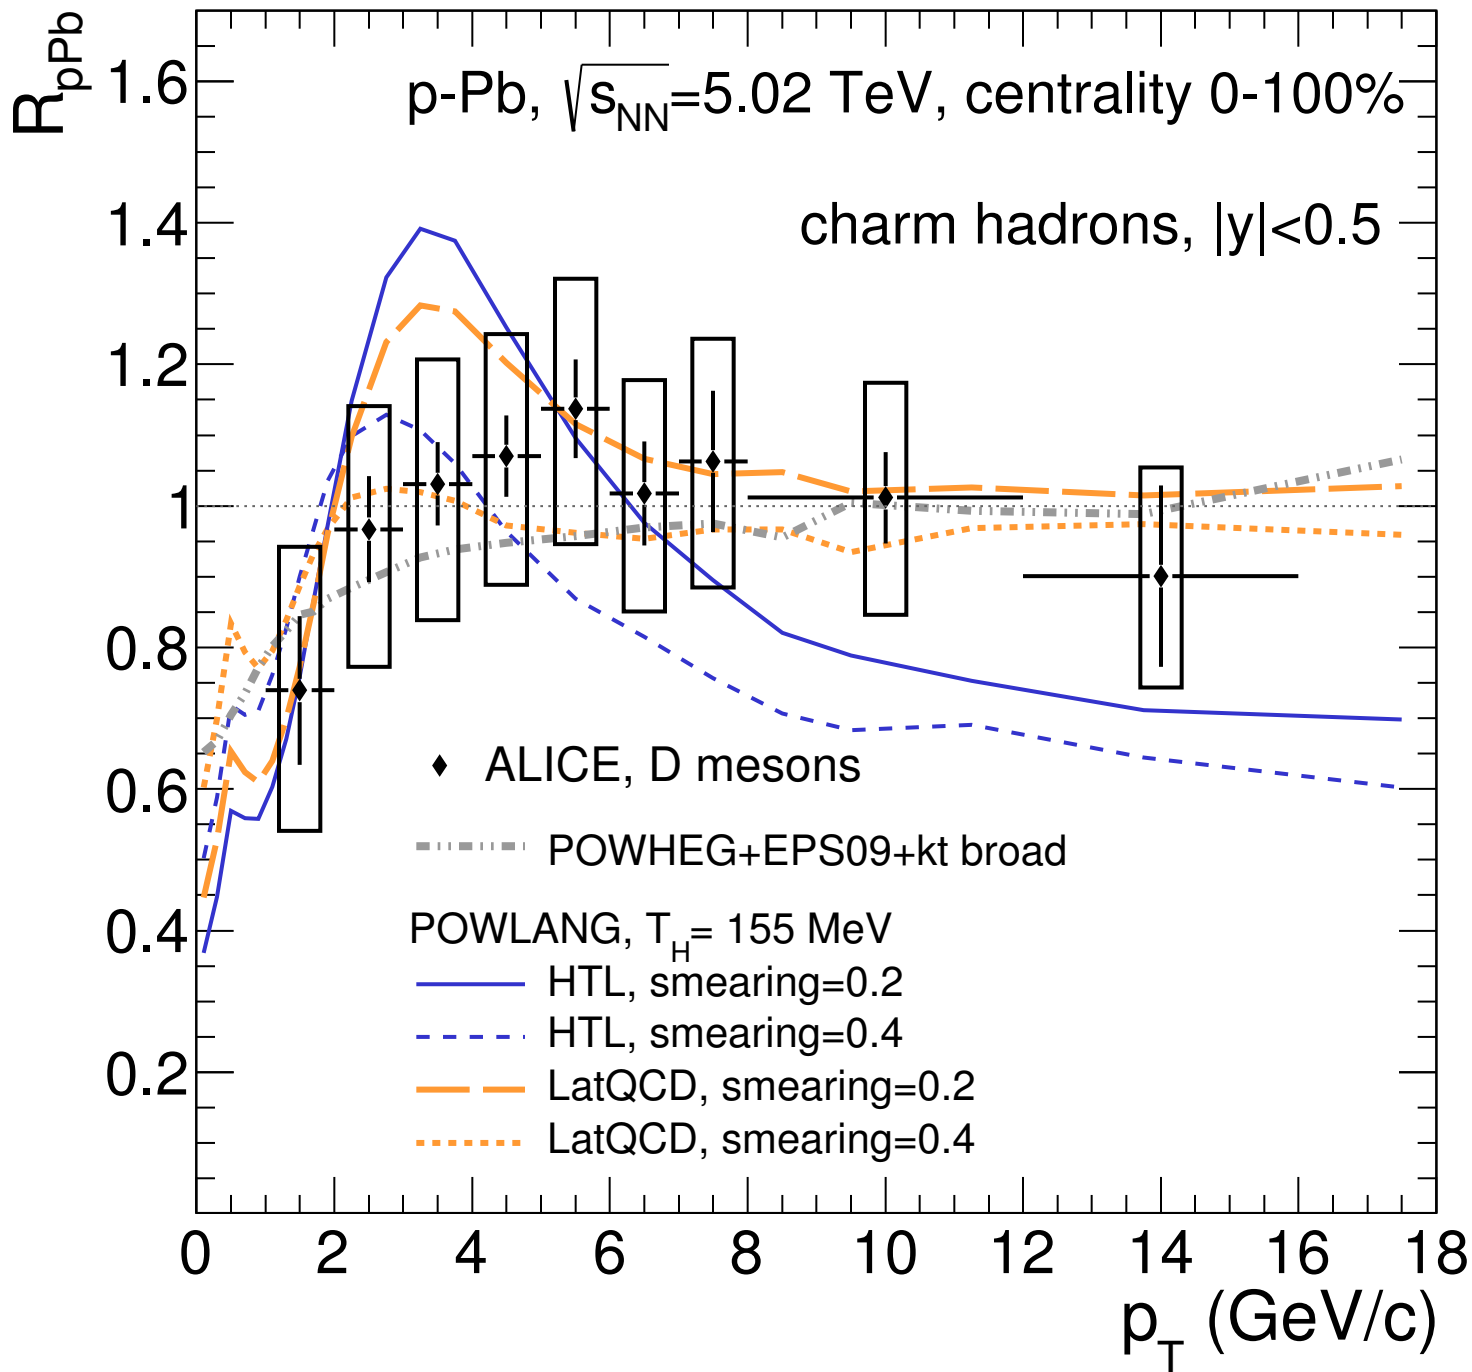 R_pPb
1.6
1.4
1.2
1
0.8
0.6
0.4
0.2
p-Pb, √s_NN=5.02 TeV, centrality 0-100%
charm hadrons, |y|<0.5
ALICE, D mesons
POWHEG+EPS09+kt broad
POWLANG, T_H= 155 MeV
HTL, smearing=0.2
HTL, smearing=0.4
LatQCD, smearing=0.2
LatQCD, smearing=0.4
0 2 4 6 8 10 12 14 16 18
p_T (GeV/c)